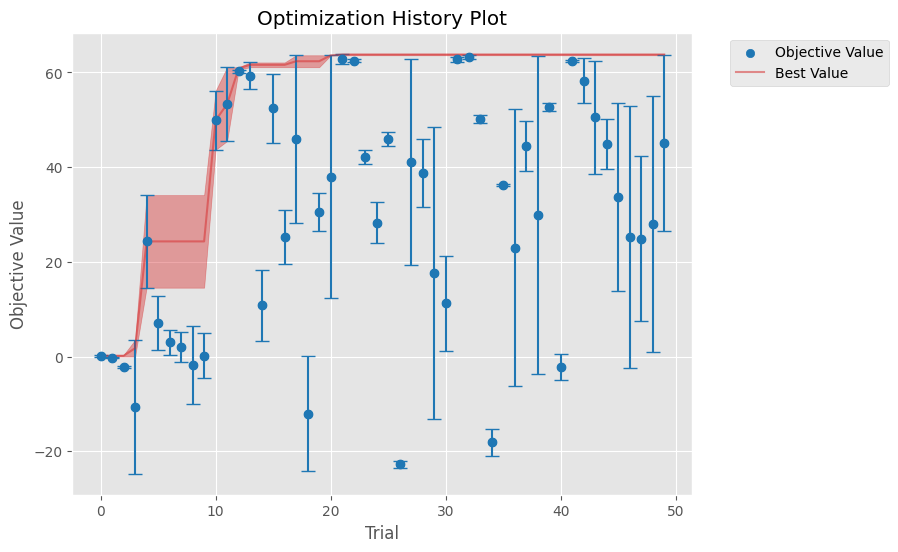 Optimization History Plot
Objective Value
Best Value
Objective Value
60
40
20
0
−20
0 10 20 30 40 50
Trial